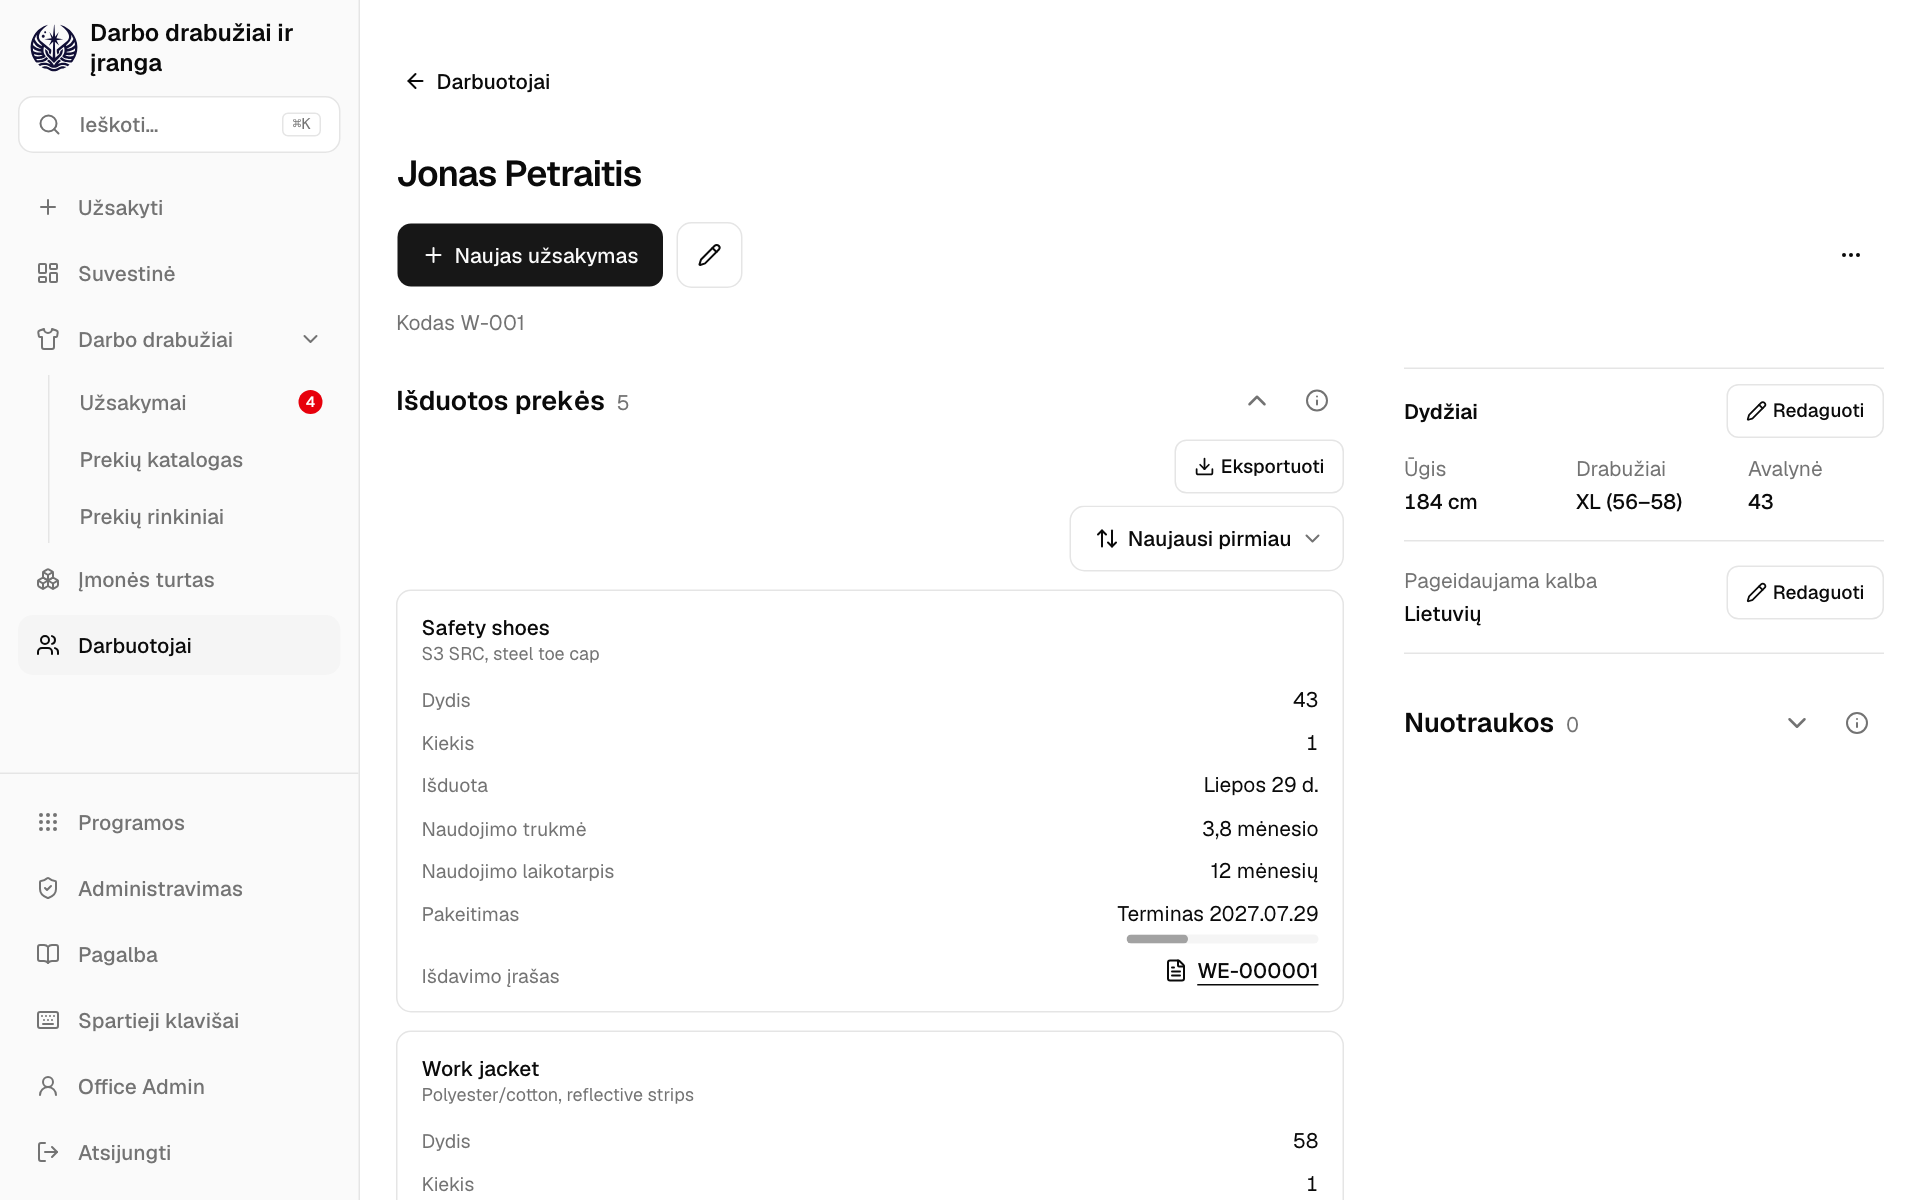 Darbo drabužiai ir
įranga
Ieškoti...
⌘K
Užsakyti
Suvestinė
Darbo drabužiai
Užsakymai
4
Prekių katalogas
Prekių rinkiniai
Įmonės turtas
Darbuotojai
Programos
Administravimas
Pagalba
Spartieji klavišai
Office Admin
Atsijungti
Darbuotojai
Jonas Petraitis
Naujas užsakymas
Kodas W-001
Išduotos prekės 5
Eksportuoti
Naujausi pirmiau
Safety shoes
S3 SRC, steel toe cap
Dydis 43
Kiekis 1
Išduota Liepos 29 d.
Naudojimo trukmė 3,8 mėnesio
Naudojimo laikotarpis 12 mėnesių
Pakeitimas Terminas 2027.07.29
Išdavimo įrašas WE-000001
Work jacket
Polyester/cotton, reflective strips
Dydis 58
Kiekis 1
Dydžiai
Redaguoti
Ūgis Drabužiai Avalynė
184 cm XL (56–58) 43
Pageidaujama kalba
Lietuvių
Redaguoti
Nuotraukos 0